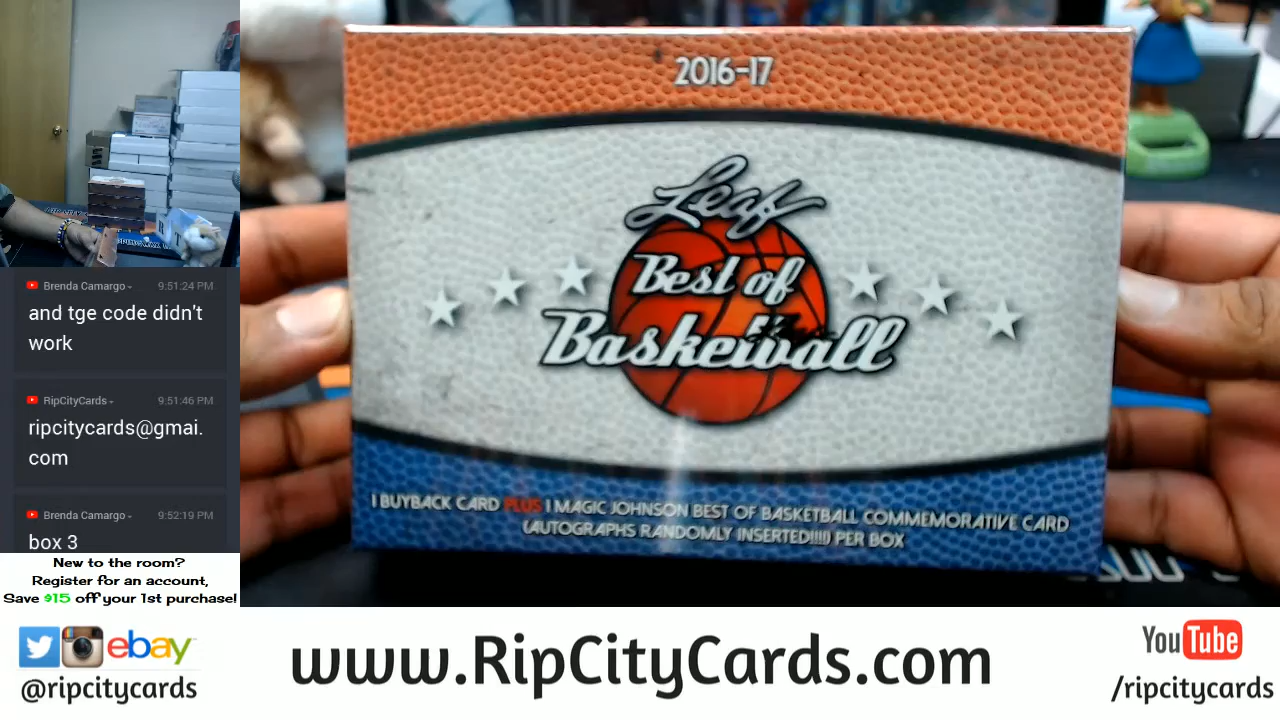 2016-17
Leaf
Best of
Basketball
1 BUYBACK CARD PLUS 1 MAGIC JOHNSON BEST OF BASKETBALL COMMEMORATIVE CARD
(AUTOGRAPHS RANDOMLY INSERTED!!!!) PER BOX
Brenda Camargo 9:51:24 PM
and tge code didn't
work
RipCityCards 9:51:46 PM
ripcitycards@gmai.
com
Brenda Camargo 9:52:19 PM
box 3
New to the room?
Register for an account,
Save $15 off your 1st purchase!
ebay
@ripcitycards
www.RipCityCards.com
YouTube
/ripcitycards